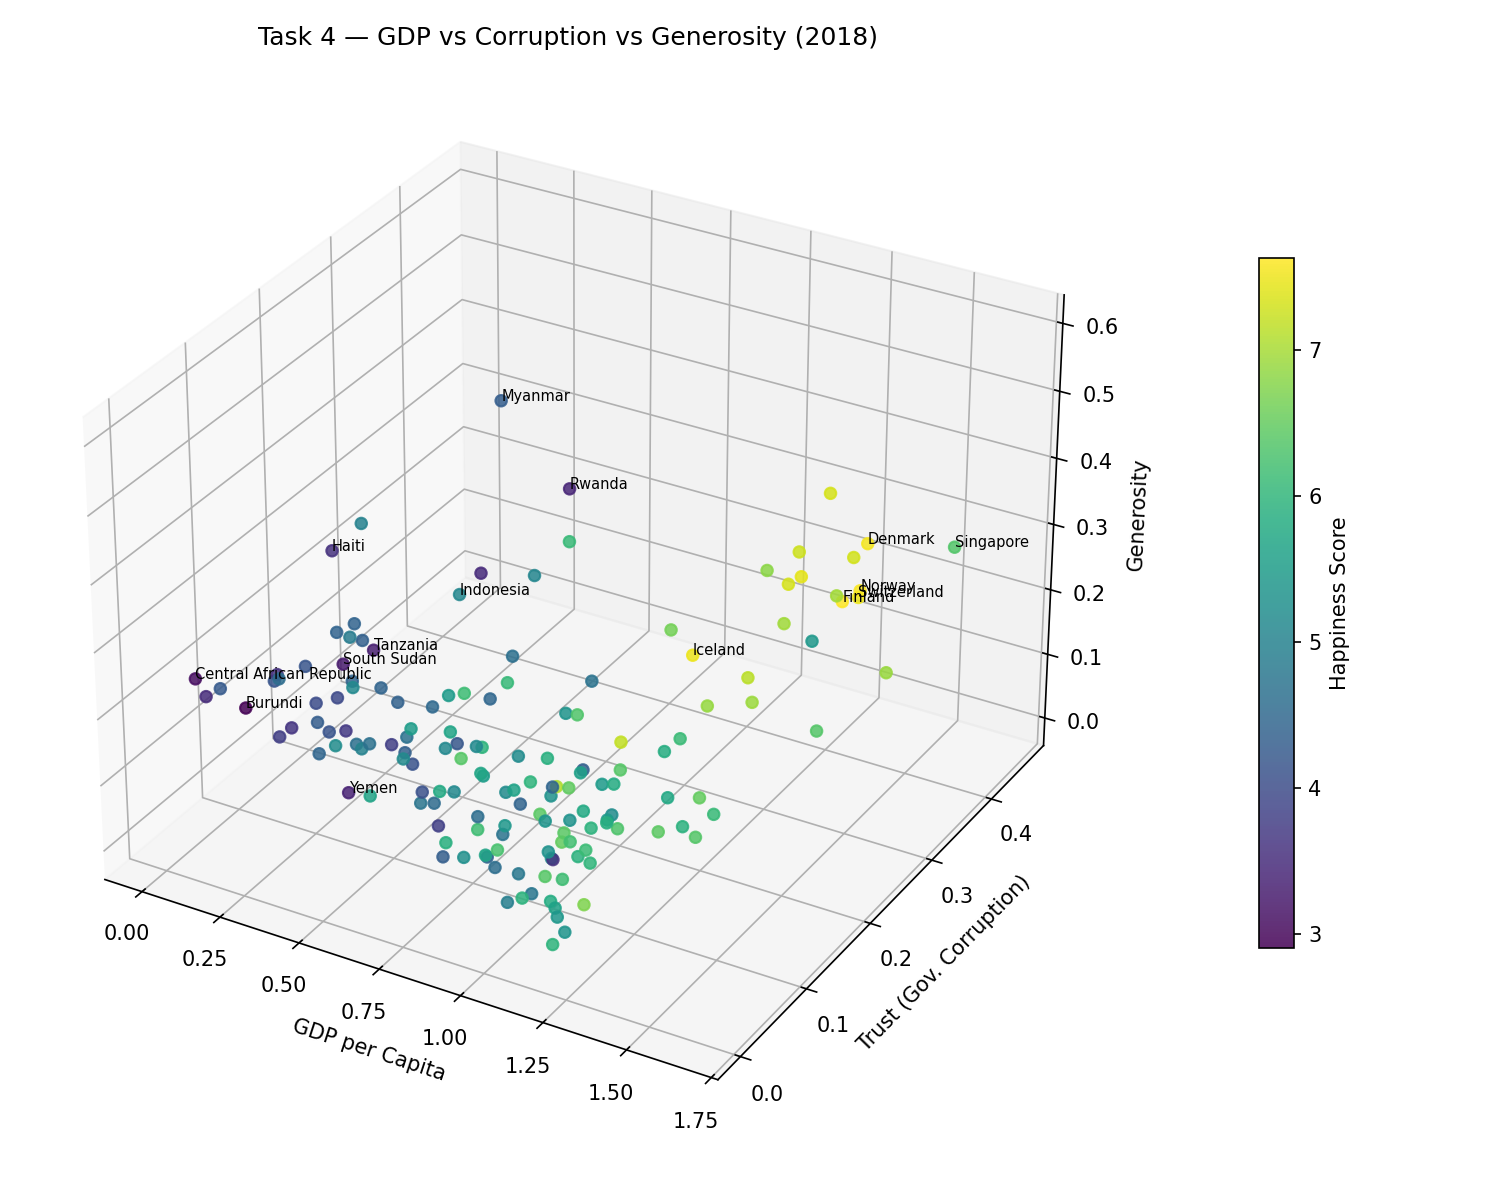 Task 4 — GDP vs Corruption vs Generosity (2018)
Myanmar
Rwanda
Haiti
Denmark
Singapore
Indonesia
Norway
Switzerland
Finland
Tanzania
Iceland
South Sudan
Central African Republic
Burundi
Yemen
0.6
0.5
0.4
0.3
0.2
0.1
0.0
Generosity
0.00
0.25
0.50
0.75
1.00
1.25
1.50
1.75
GDP per Capita
0.4
0.3
0.2
0.1
0.0
Trust (Gov. Corruption)
7
6
5
4
3
Happiness Score